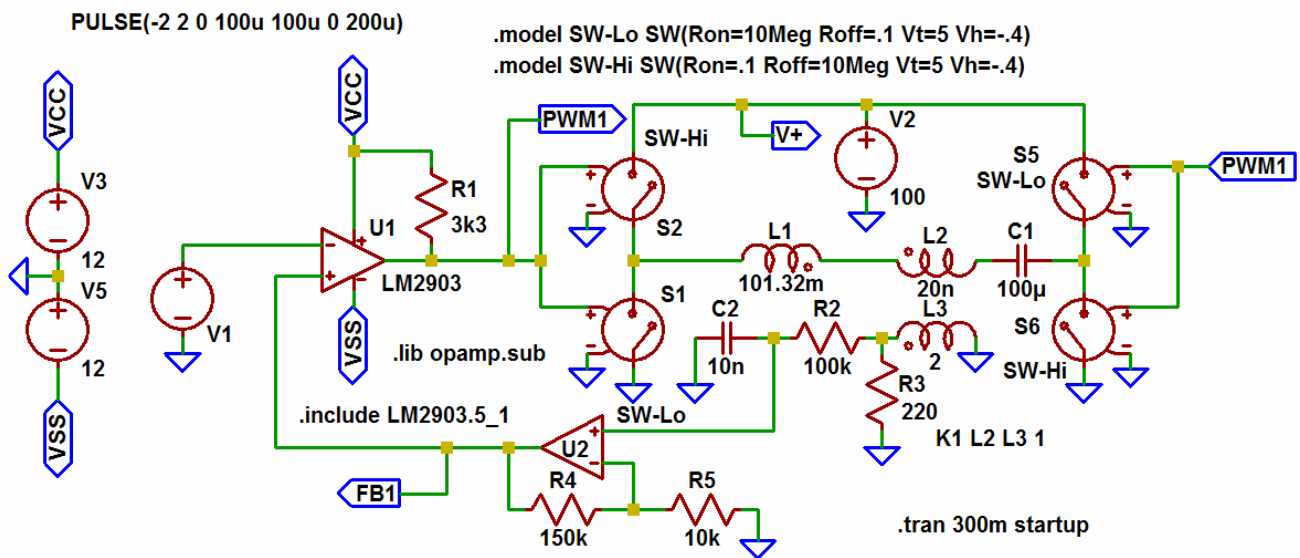 PULSE(-2 2 0 100u 100u 0 200u)
.model SW-Lo SW(Ron=10Meg Roff=.1 Vt=5 Vh=-.4)
.model SW-Hi SW(Ron=.1 Roff=10Meg Vt=5 Vh=-.4)
VCC
VCC
PWM1
V+
V2
100
SW-Hi
S2
S5
SW-Lo
PWM1
V3
12
V5
12
VSS
R1
3k3
U1
LM2903
V1
VSS
L1
101.32m
L2
20n
C1
100µ
S1
C2
10n
R2
100k
L3
2
S6
SW-Hi
R3
220
.lib opamp.sub
.include LM2903.5_1
SW-Lo
U2
K1 L2 L3 1
FB1
R4
150k
R5
10k
.tran 300m startup